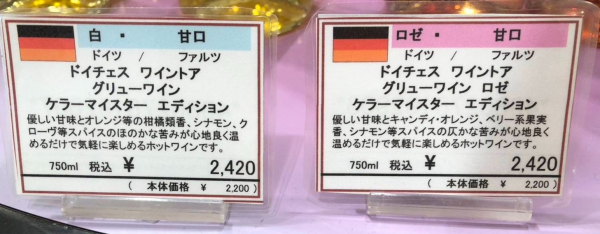 白 ・ 甘口
ドイツ / ファルツ
ドイチェス ワイントア
グリューワイン
ケラーマイスター エディション
優しい甘味とオレンジ等の柑橘類香、シナモン、ク
ローヴ等スパイスのほのかな苦みが心地良く温
めるだけで気軽に楽しめるホットワインです。
750ml 税込 ¥ 2,420
( 本体価格 ¥ 2,200)
ロゼ ・ 甘口
ドイツ / ファルツ
ドイチェス ワイントア
グリューワイン ロゼ
ケラーマイスター エディション
優しい甘味とキャンディ・オレンジ、ベリー系果実
香、シナモン等スパイスの仄かな苦みが心地良く
温めるだけで気軽に楽しめるホットワインです。
750ml 税込 ¥ 2,420
( 本体価格 ¥ 2,200)